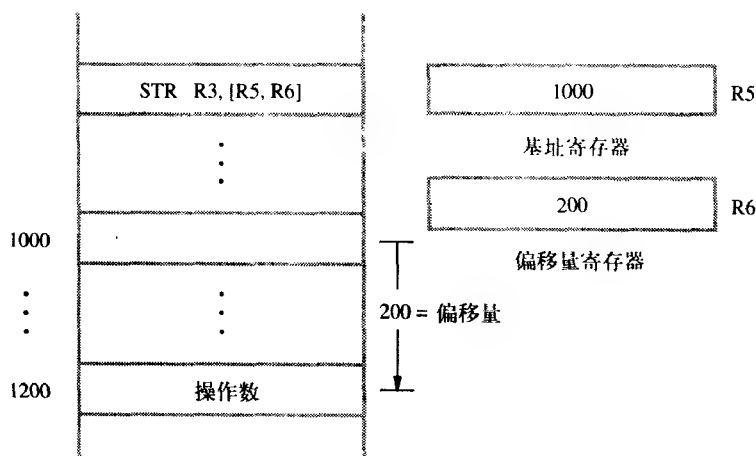 STR R3, [R5, R6]
1000 R5
基址寄存器
200 R6
偏移量寄存器
1000
200 = 偏移量
1200 操作数